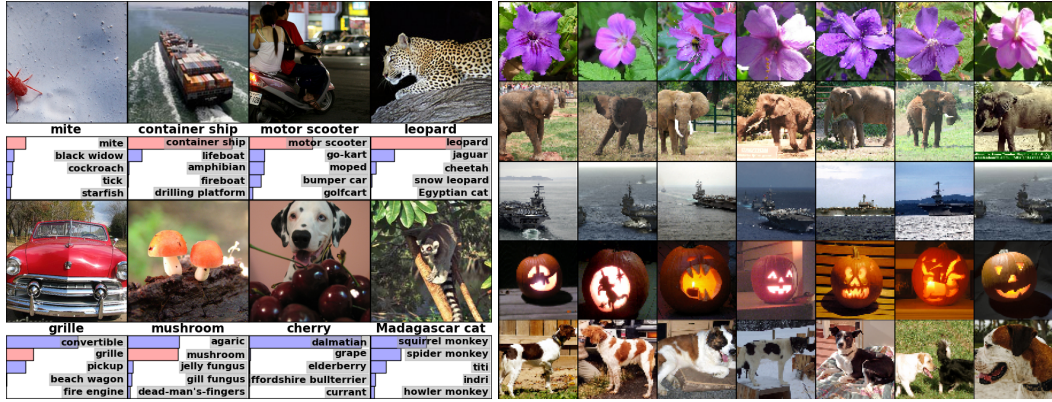 mite
container ship
motor scooter
leopard
mite
black widow
cockroach
tick
starfish
container ship
lifeboat
amphibian
fireboat
drilling platform
motor scooter
go-kart
moped
bumper car
golfcart
leopard
jaguar
cheetah
snow leopard
Egyptian cat
grille
mushroom
cherry
Madagascar cat
convertible
grille
pickup
beach wagon
fire engine
agaric
mushroom
jelly fungus
gill fungus
dead-man's-fingers
dalmatian
grape
elderberry
ffordshire bullterrier
currant
squirrel monkey
spider monkey
titi
indri
howler monkey